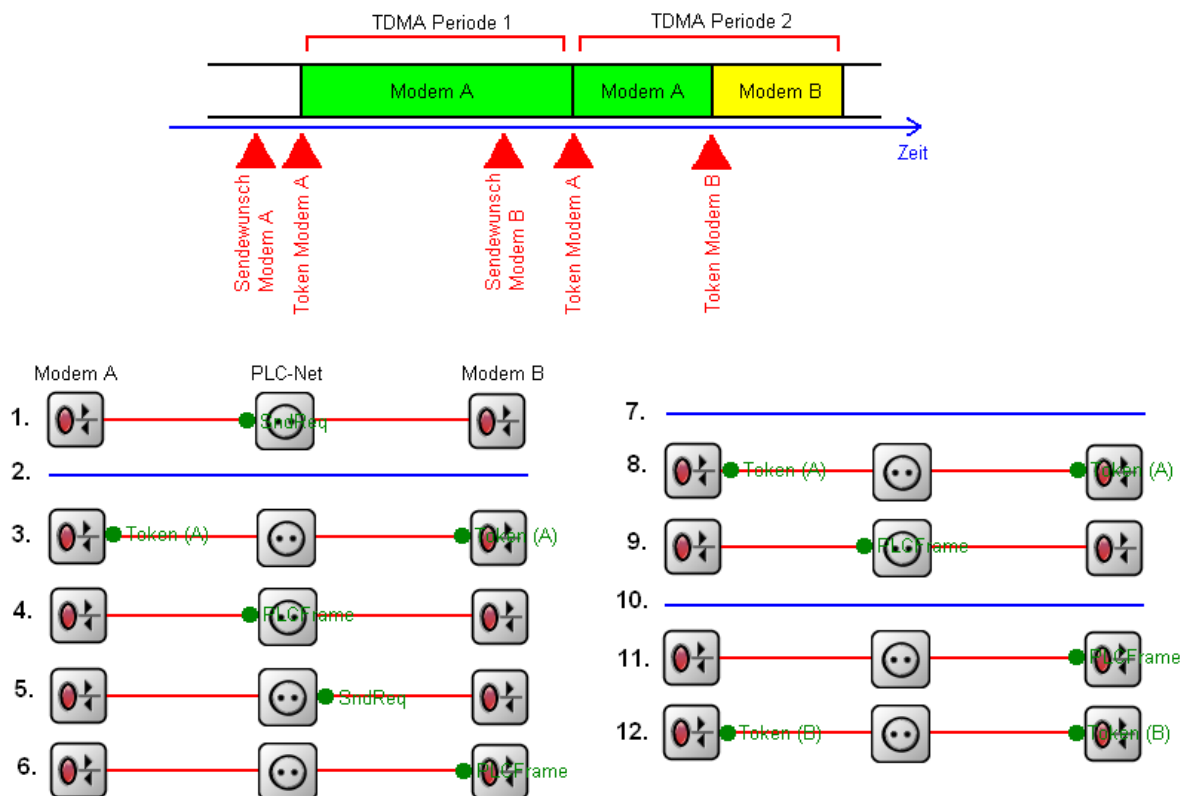 TDMA Periode 1
TDMA Periode 2
Modem A
Modem A
Modem B
Zeit
Sendewunsch
Modem A
Token Modem A
Sendewunsch
Modem B
Token Modem A
Token Modem B
Modem A
PLC-Net
Modem B
1.
SndReq
2.
3.
Token (A)
Token (A)
4.
PLCFrame
5.
SndReq
6.
PLCFrame
7.
8.
Token (A)
Token (A)
9.
PLCFrame
10.
11.
PLCFrame
12.
Token (B)
Token (B)